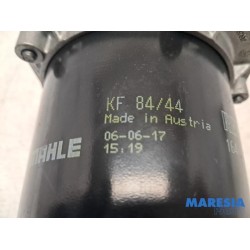 KF 84/44
Made in Austria
MAHLE
06-06-17
15:19
MARESIA